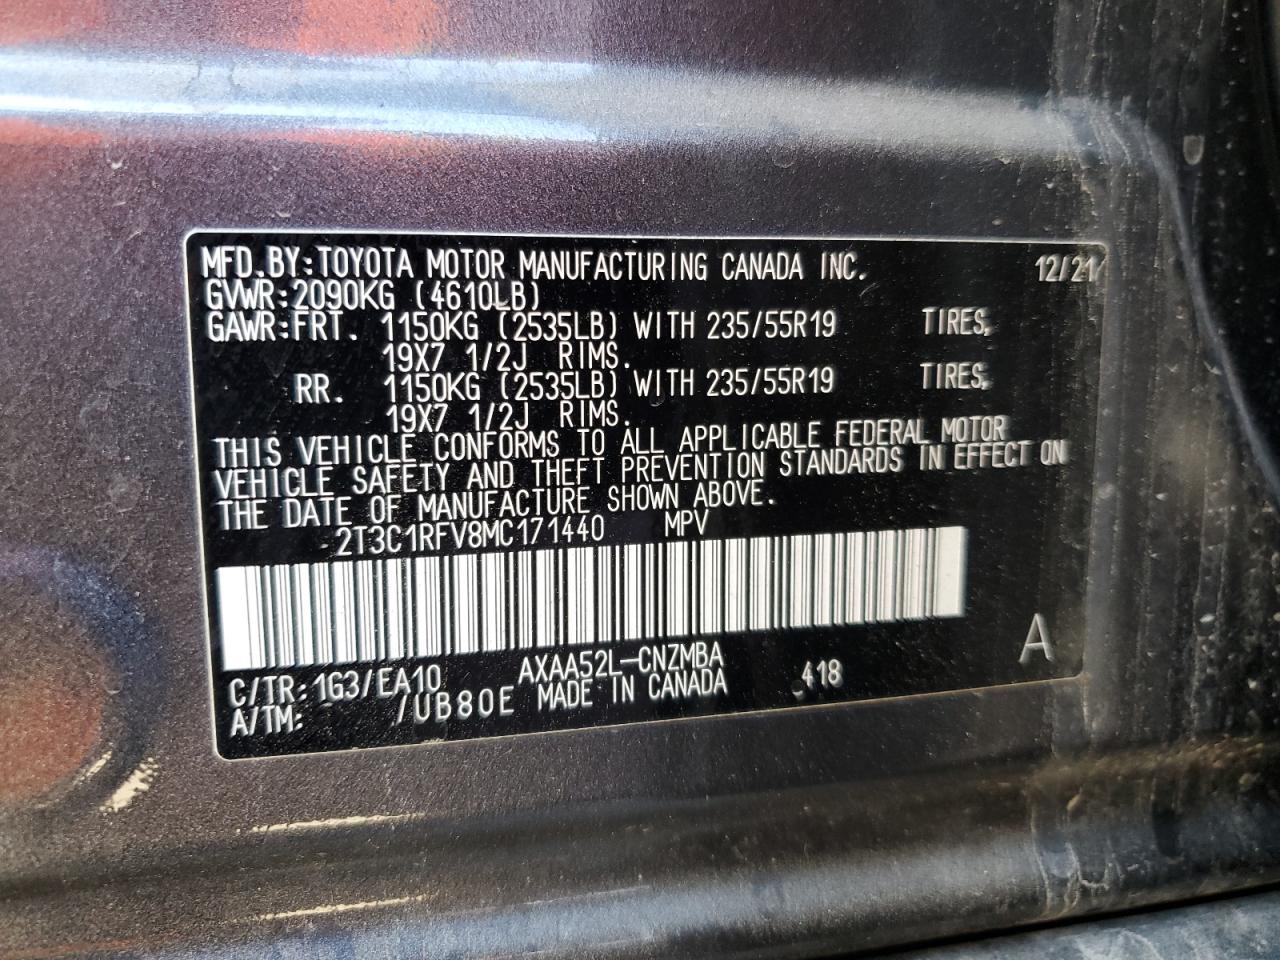 MFD.BY:TOYOTA MOTOR MANUFACTURING CANADA INC. 12/21
GVWR:2090KG (4610LB)
GAWR:FRT. 1150KG (2535LB) WITH 235/55R19 TIRES,
19X7 1/2J RIMS.
RR. 1150KG (2535LB) WITH 235/55R19 TIRES,
19X7 1/2J RIMS.
THIS VEHICLE CONFORMS TO ALL APPLICABLE FEDERAL MOTOR
VEHICLE SAFETY AND THEFT PREVENTION STANDARDS IN EFFECT ON
THE DATE OF MANUFACTURE SHOWN ABOVE.
2T3C1RFV8MC171440 MPV
A
C/TR:1G3/EA10 AXAA52L-CNZMBA 418
A/TM: /UB80E MADE IN CANADA